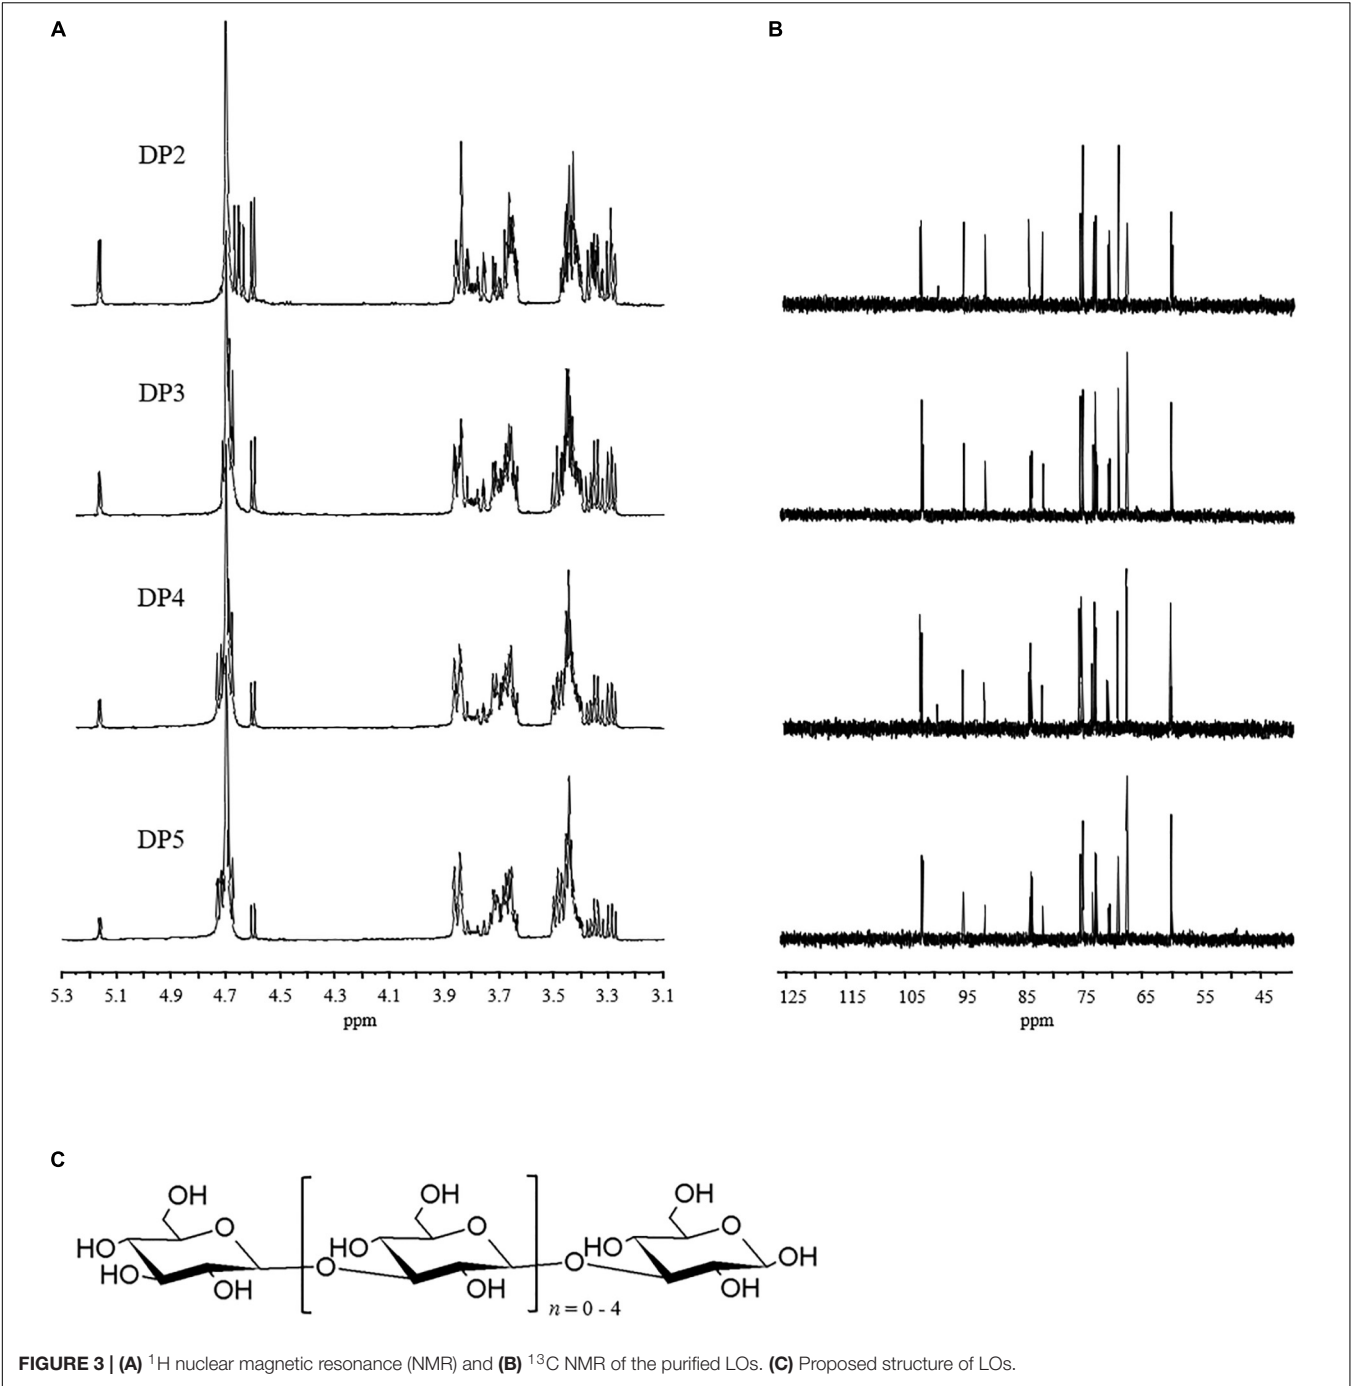 A
B
DP2
DP3
DP4
DP5
5.3 5.1 4.9 4.7 4.5 4.3 4.1 3.9 3.7 3.5 3.3 3.1
ppm
125 115 105 95 85 75 65 55 45
ppm
C
OH OH OH
O O O
HO HO HO OH
HO O O
OH OH OH
n = 0 - 4
FIGURE 3 | (A) ¹H nuclear magnetic resonance (NMR) and (B) ¹³C NMR of the purified LOs. (C) Proposed structure of LOs.